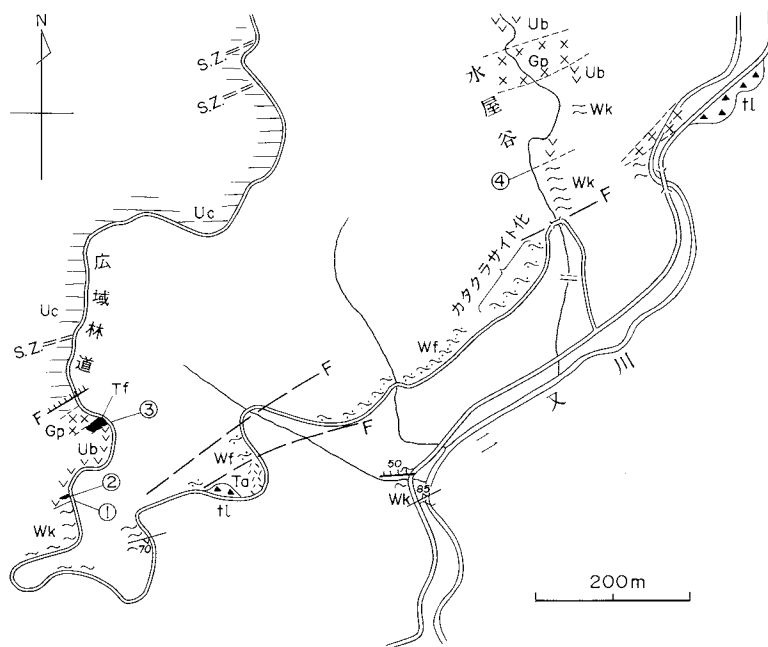 N
S.Z.
S.Z.
Ub
Gp
Ub
水屋谷
Wk
tl
④
Wk
F
Uc
広域林道
カタクラサイト化
Uc
S.Z.
Wf
川
F
F
Tf
③
Gp
F
Ub
又
Wf
三
Ta
50
②
tl
Wk
85
①
Wk
70
200m